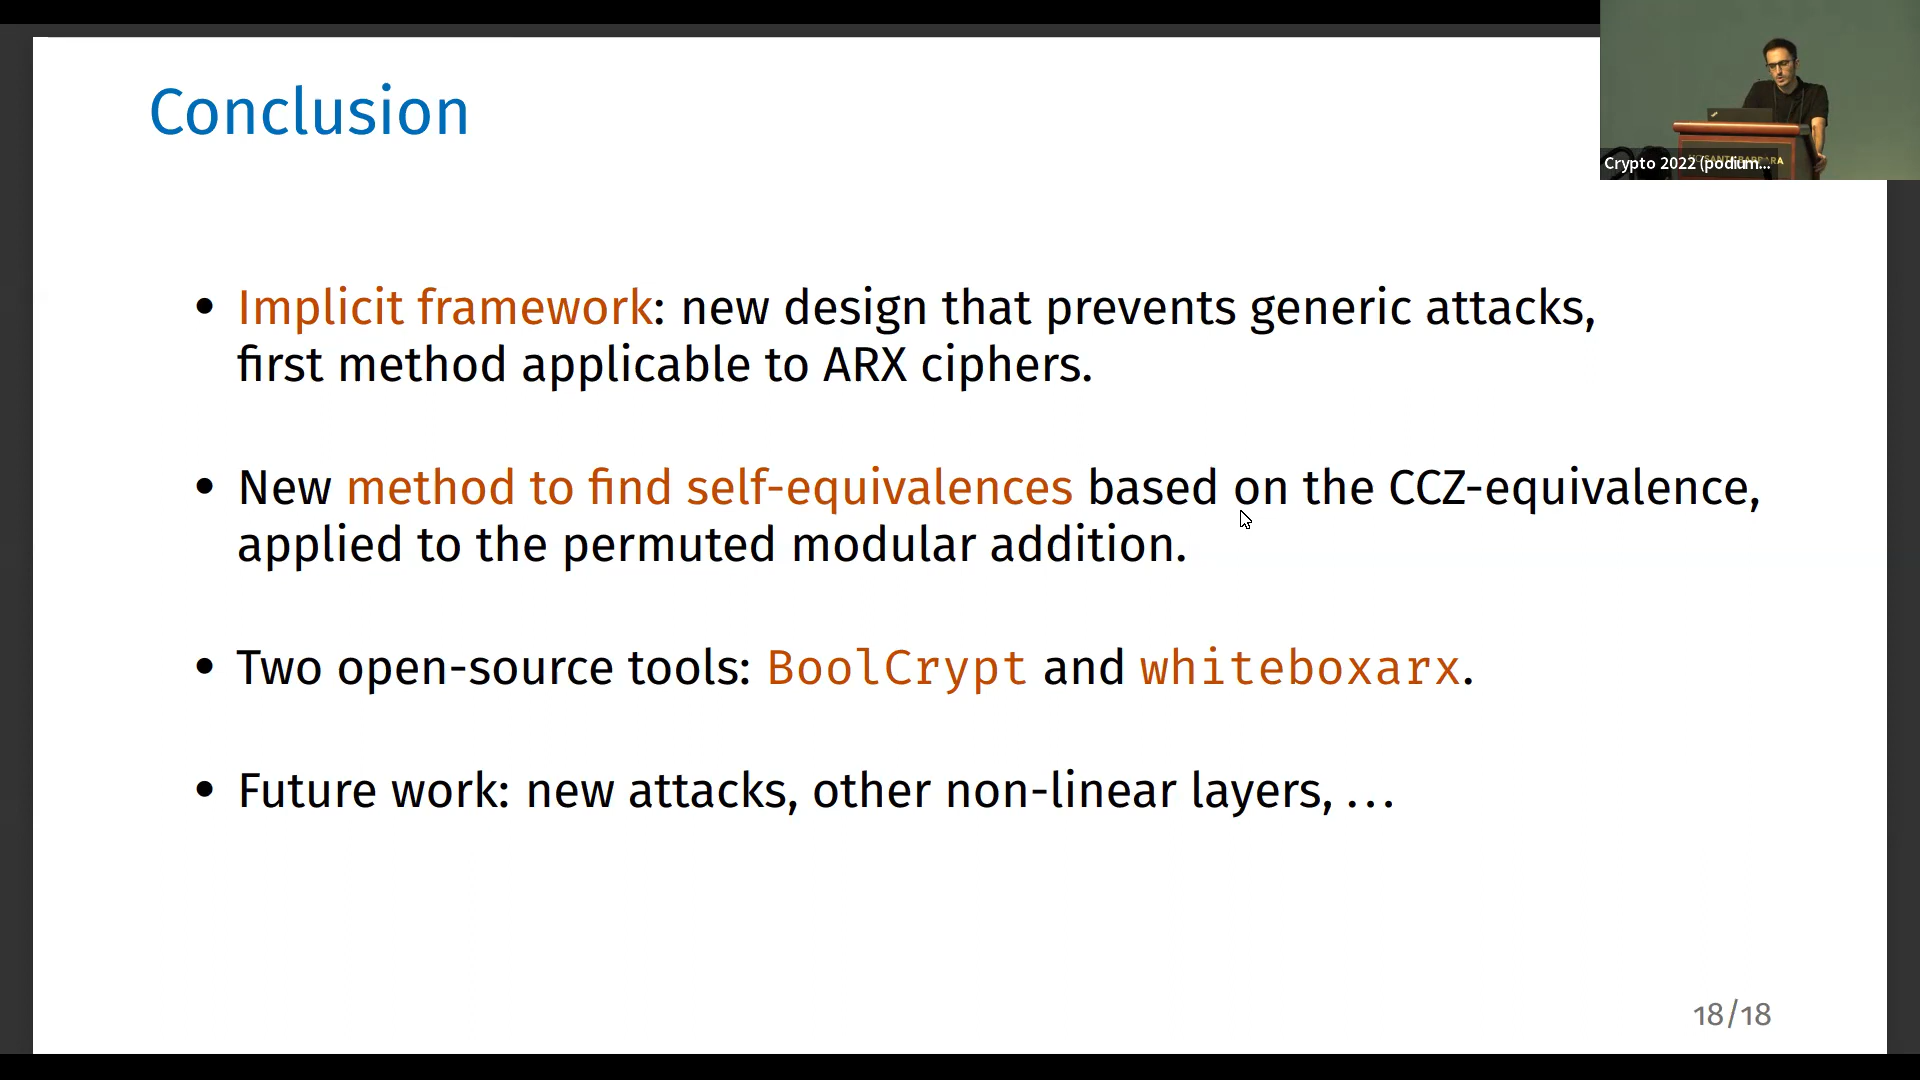 Conclusion
• Implicit framework: new design that prevents generic attacks,
first method applicable to ARX ciphers.
• New method to find self-equivalences based on the CCZ-equivalence,
applied to the permuted modular addition.
• Two open-source tools: BoolCrypt and whiteboxarx.
• Future work: new attacks, other non-linear layers, ...
18/18
Crypto 2022 (podium...